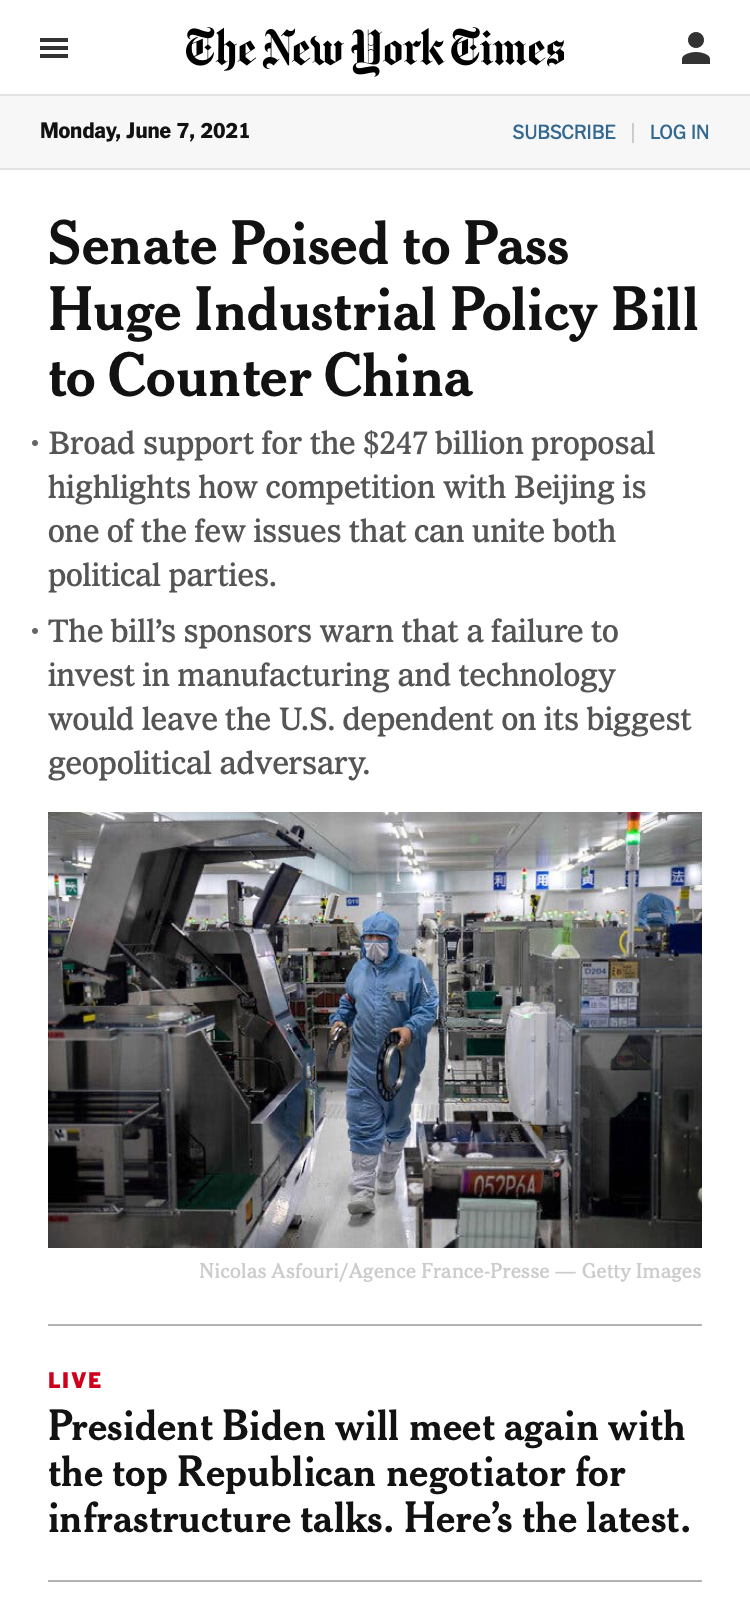 The New York Times
Monday, June 7, 2021
SUBSCRIBE | LOG IN
Senate Poised to Pass
Huge Industrial Policy Bill
to Counter China
• Broad support for the $247 billion proposal
highlights how competition with Beijing is
one of the few issues that can unite both
political parties.
• The bill’s sponsors warn that a failure to
invest in manufacturing and technology
would leave the U.S. dependent on its biggest
geopolitical adversary.
利 用 法
D204
052P6A
Nicolas Asfouri/Agence France-Presse — Getty Images
LIVE
President Biden will meet again with
the top Republican negotiator for
infrastructure talks. Here’s the latest.